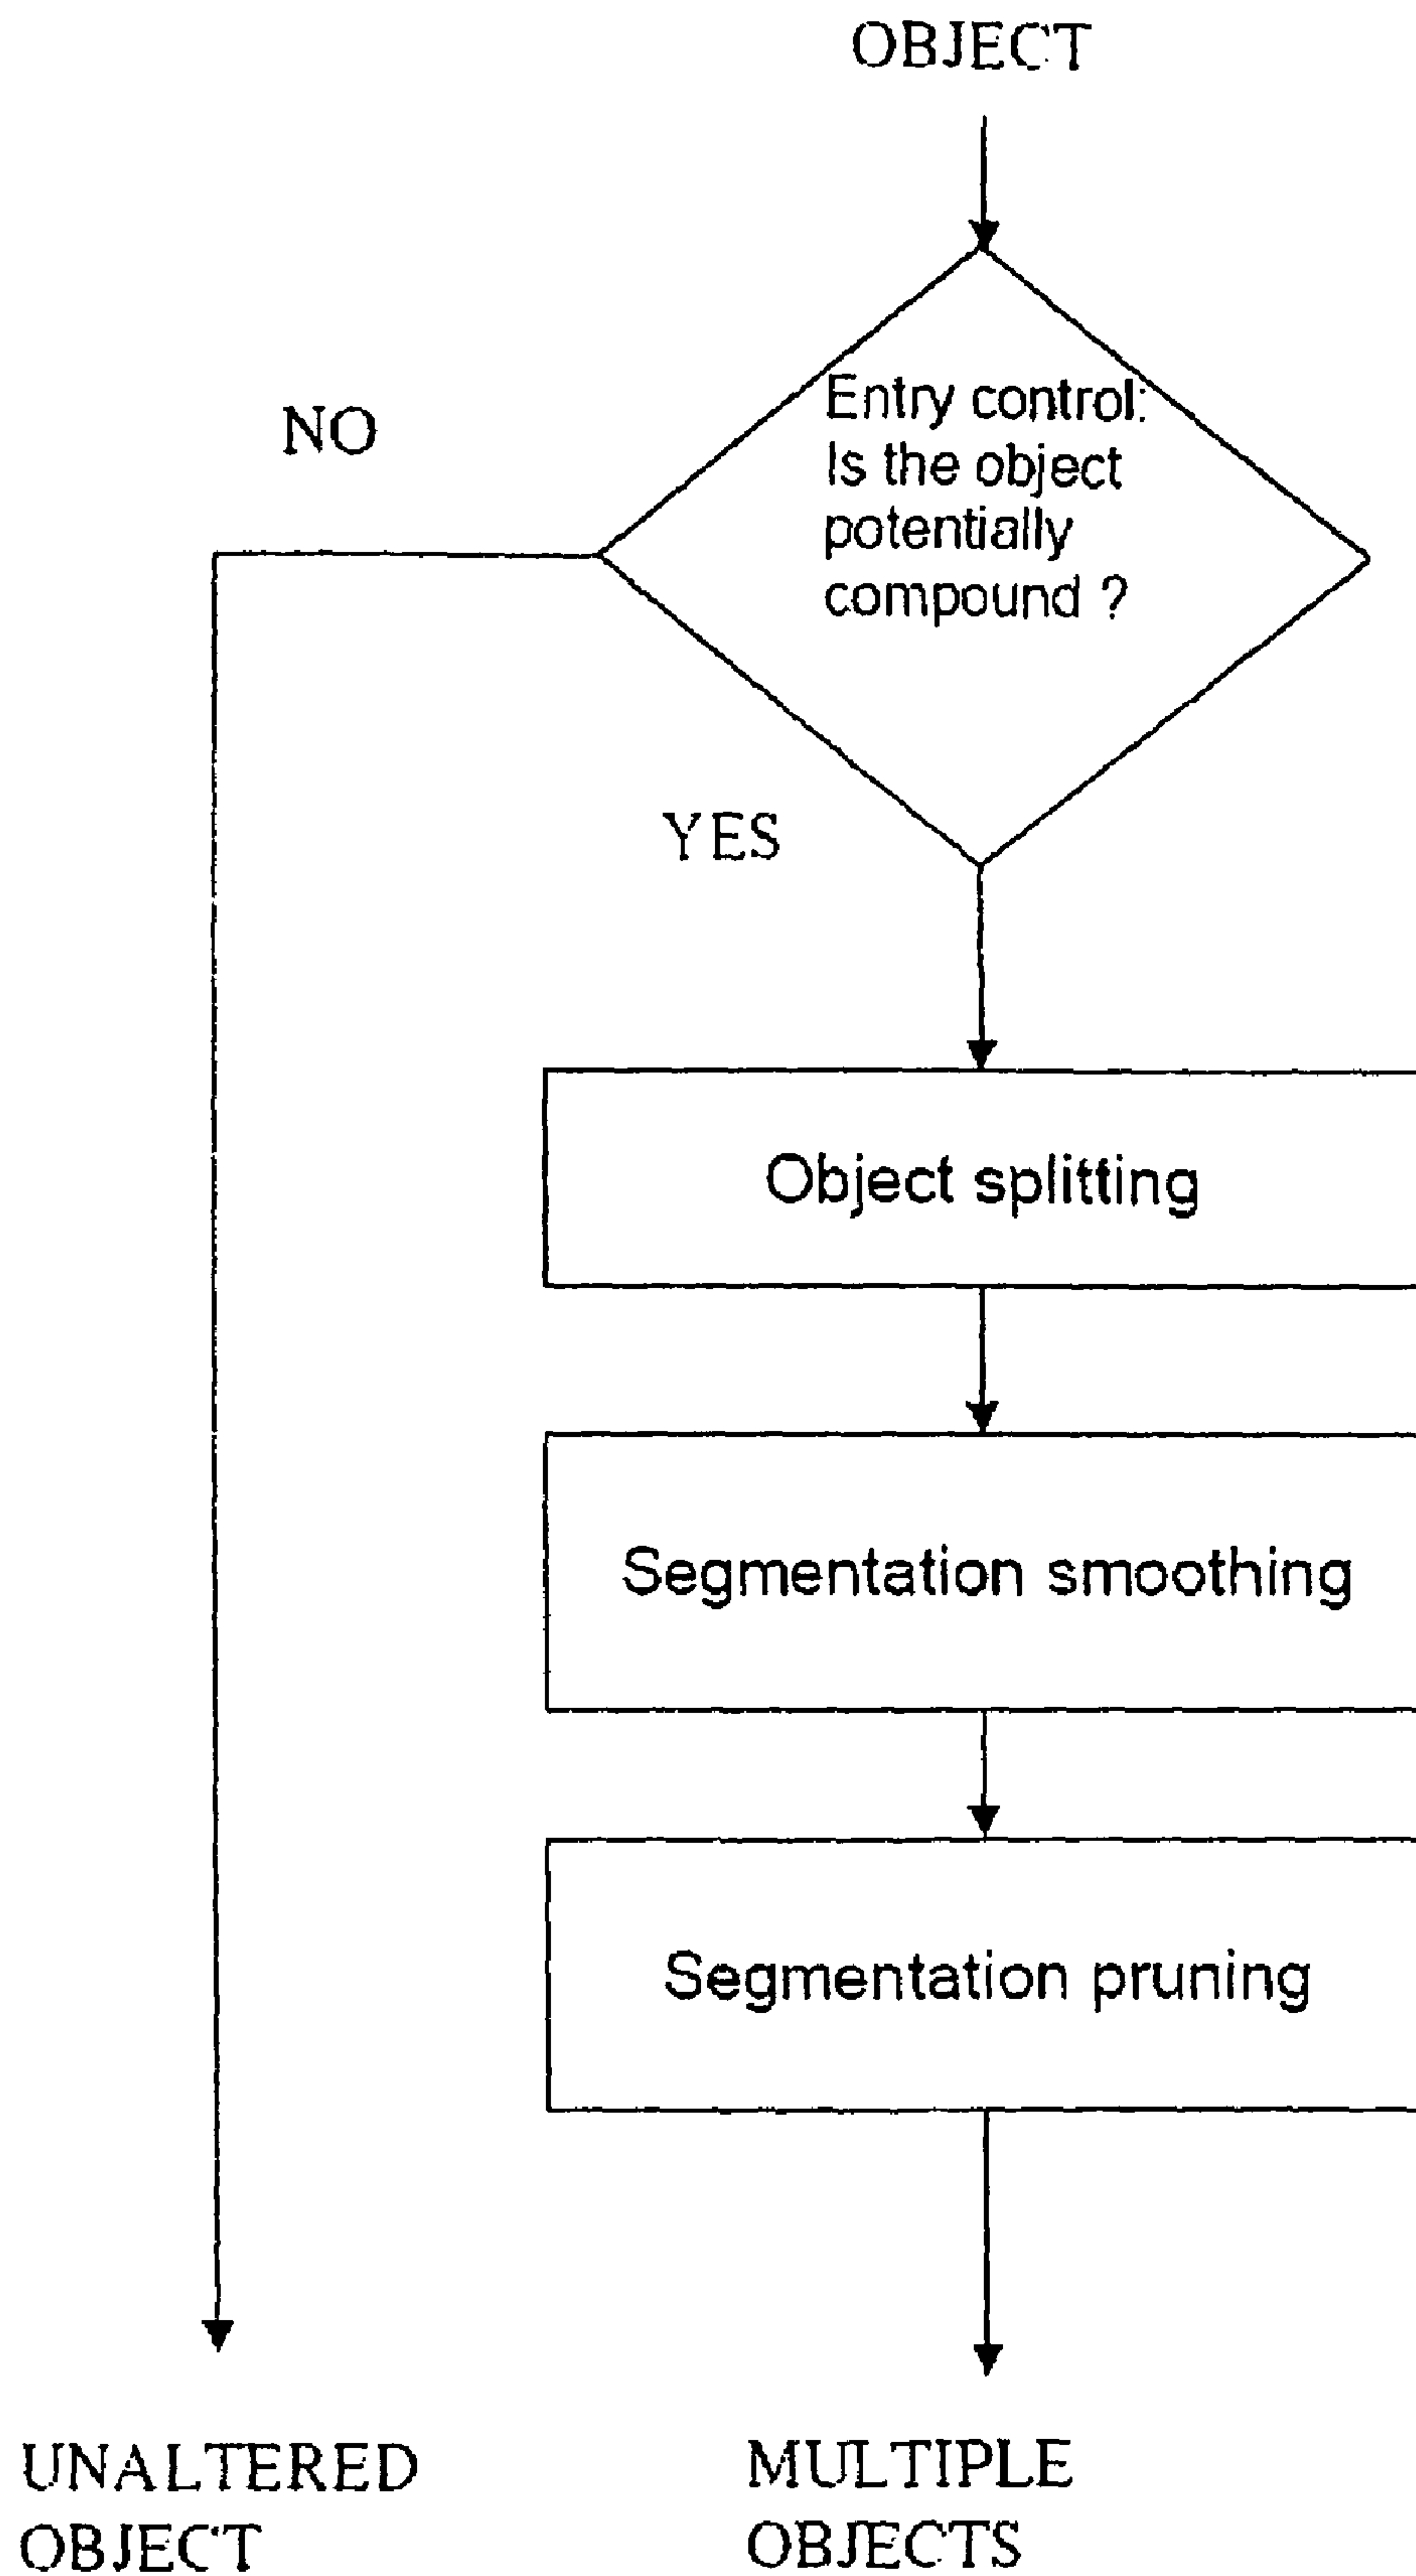 OBJECT
Entry control:
Is the object
potentially
compound ?
NO
YES
Object splitting
Segmentation smoothing
Segmentation pruning
UNALTERED
OBJECT
MULTIPLE
OBJECTS